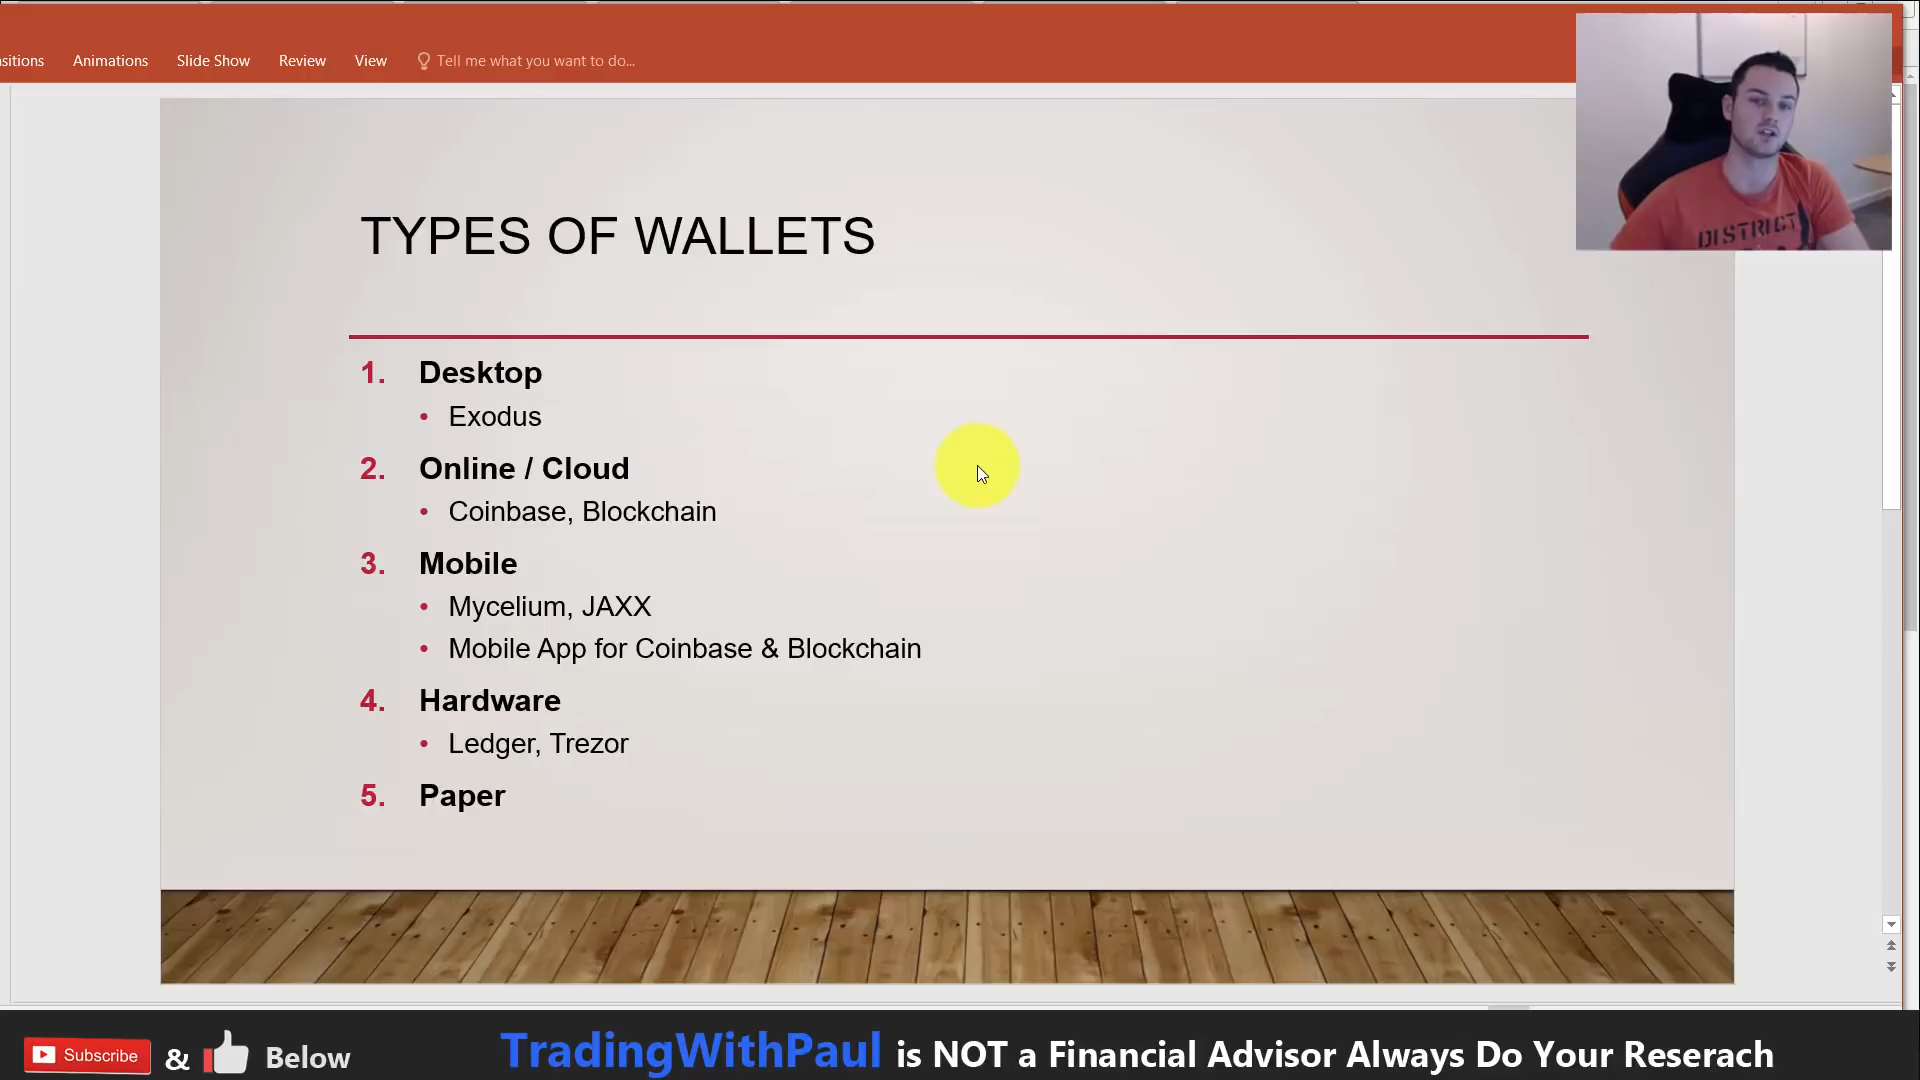 Animations Slide Show Review View Tell me what you want to do...
TYPES OF WALLETS
1. Desktop
• Exodus
2. Online / Cloud
• Coinbase, Blockchain
3. Mobile
• Mycelium, JAXX
• Mobile App for Coinbase & Blockchain
4. Hardware
• Ledger, Trezor
5. Paper
DISTRICT
Subscribe & Below TradingWithPaul is NOT a Financial Advisor Always Do Your Reserach